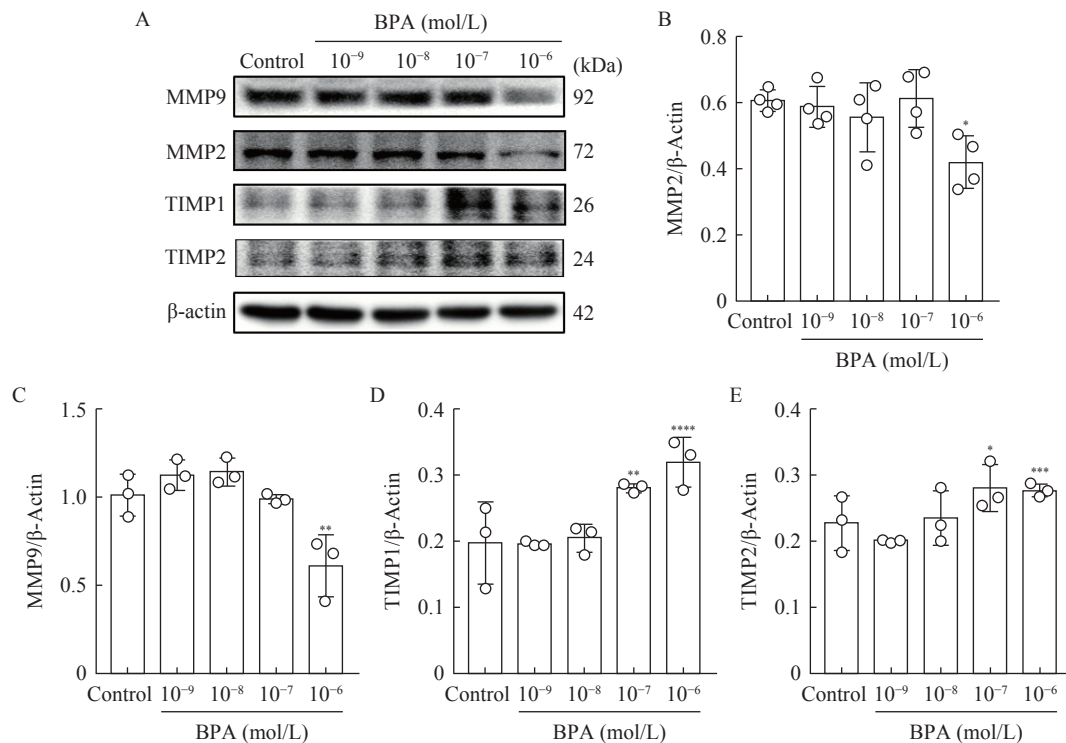 A
BPA (mol/L)
Control 10⁻⁹ 10⁻⁸ 10⁻⁷ 10⁻⁶ (kDa)
MMP9 92
MMP2 72
TIMP1 26
TIMP2 24
β-actin 42
B
MMP2/β-Actin
0.8
0.6
0.4
0.2
0
*
Control 10⁻⁹ 10⁻⁸ 10⁻⁷ 10⁻⁶
BPA (mol/L)
C
MMP9/β-Actin
1.5
1.0
0.5
0
**
Control 10⁻⁹ 10⁻⁸ 10⁻⁷ 10⁻⁶
BPA (mol/L)
D
TIMP1/β-Actin
0.4
0.3
0.2
0.1
0
** ****
Control 10⁻⁹ 10⁻⁸ 10⁻⁷ 10⁻⁶
BPA (mol/L)
E
TIMP2/β-Actin
0.4
0.3
0.2
0.1
0
* ***
Control 10⁻⁹ 10⁻⁸ 10⁻⁷ 10⁻⁶
BPA (mol/L)